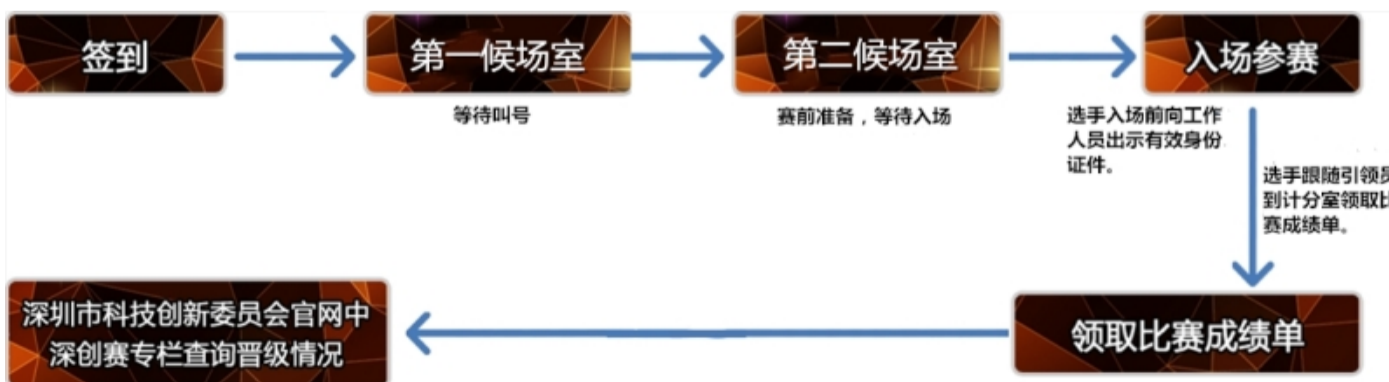 签到
第一候场室
第二候场室
入场参赛
等待叫号
赛前准备，等待入场
选手入场前向工作
人员出示有效身份
证件。
选手跟随引领员
到计分室领取比
赛成绩单。
领取比赛成绩单
深圳市科技创新委员会官网中
深创赛专栏查询晋级情况